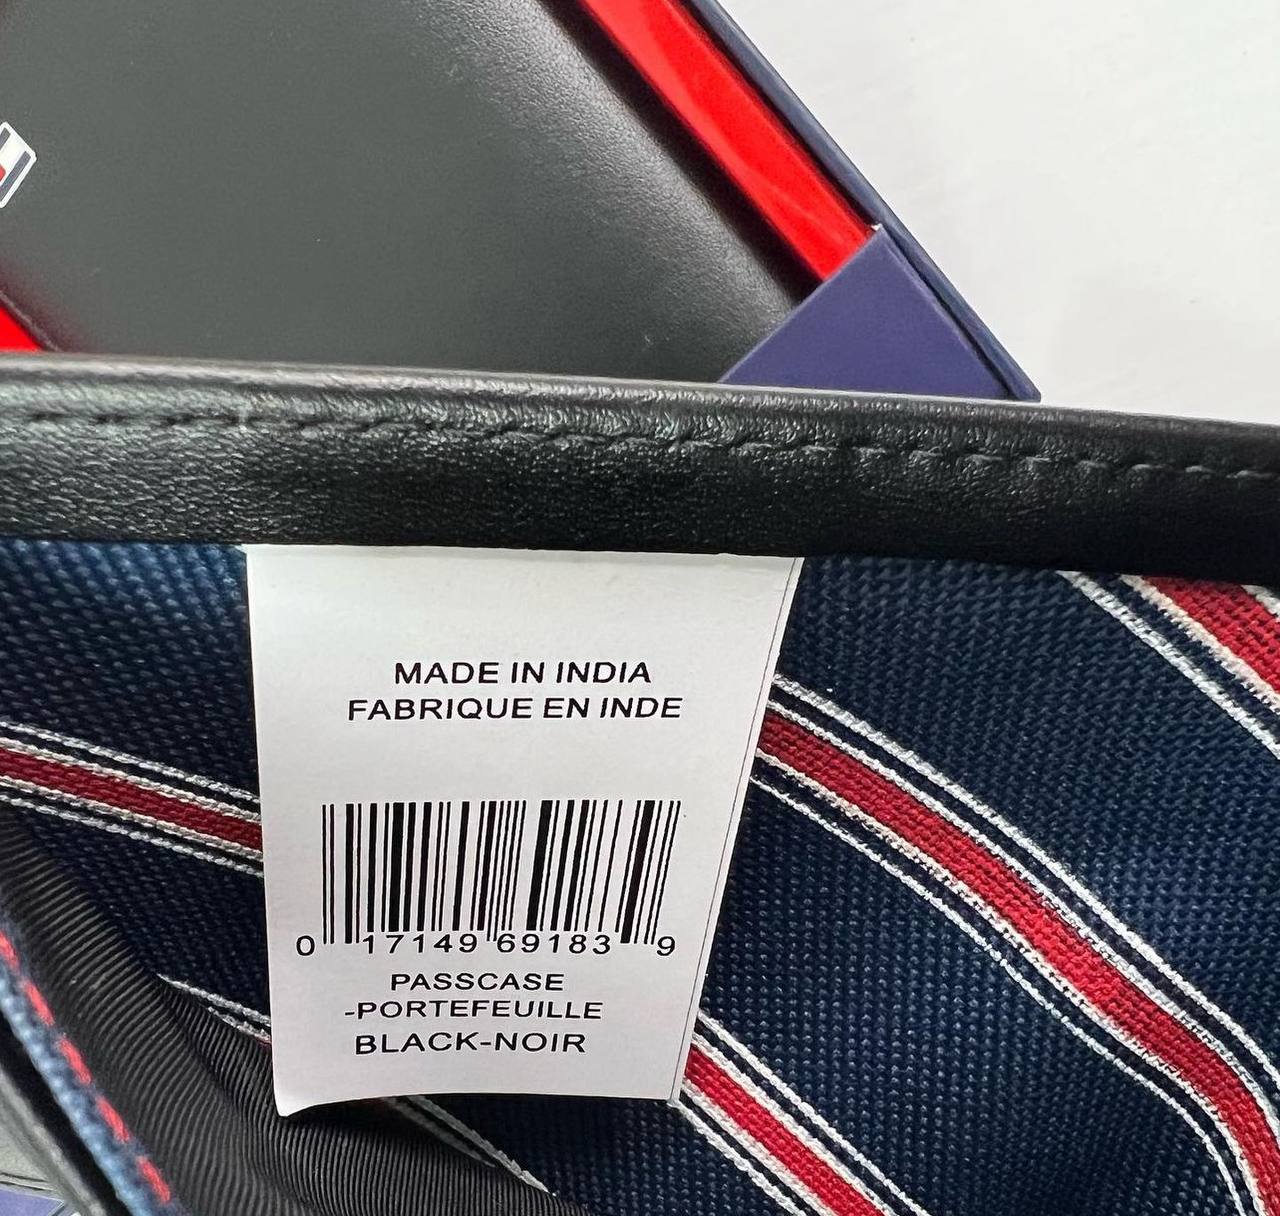 MADE IN INDIA
FABRIQUE EN INDE
0 17149 69183 9
PASSCASE
-PORTEFEUILLE
BLACK-NOIR